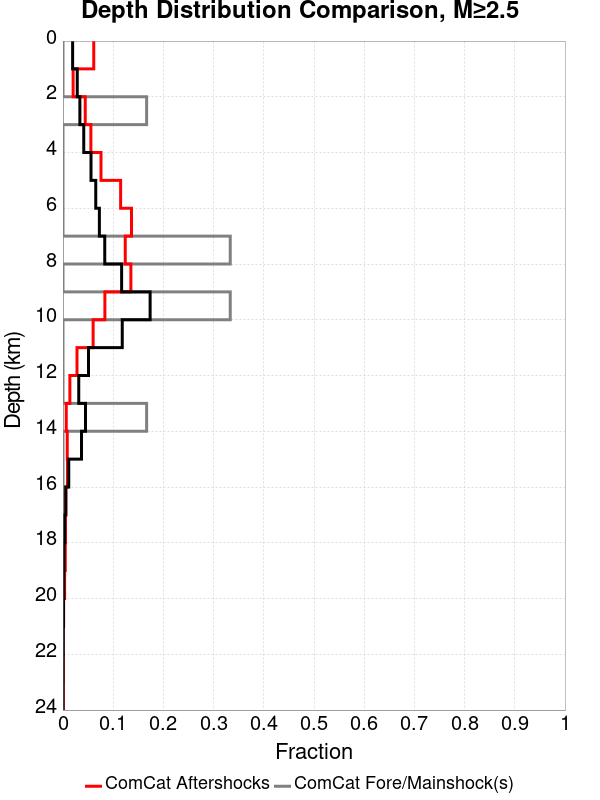 Depth Distribution Comparison, M≥2.5
0
2
4
6
8
10
12
14
16
18
20
22
24
Depth (km)
0 0.1 0.2 0.3 0.4 0.5 0.6 0.7 0.8 0.9 1
Fraction
ComCat Aftershocks ComCat Fore/Mainshock(s)